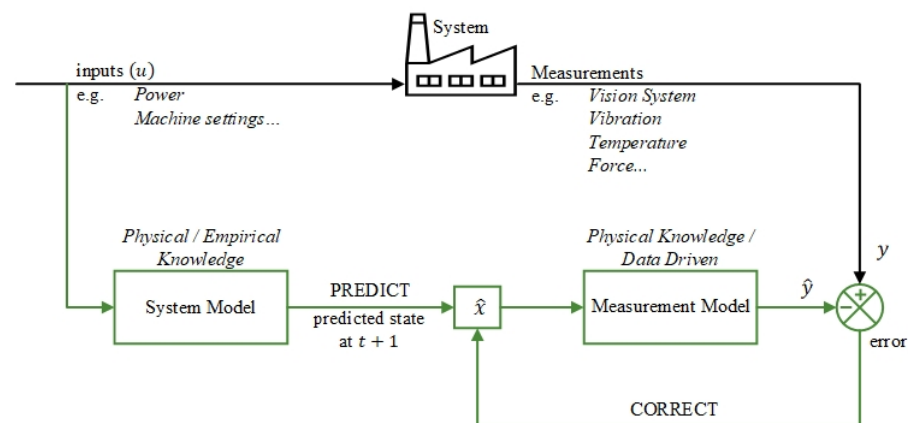 System
inputs (u)
e.g. Power
Machine settings…
Measurements
e.g. Vision System
Vibration
Temperature
Force…
Physical / Empirical
Knowledge
System Model
PREDICT
predicted state
at t + 1
x̂
Physical Knowledge /
Data Driven
Measurement Model
ŷ
y
+
−
error
CORRECT